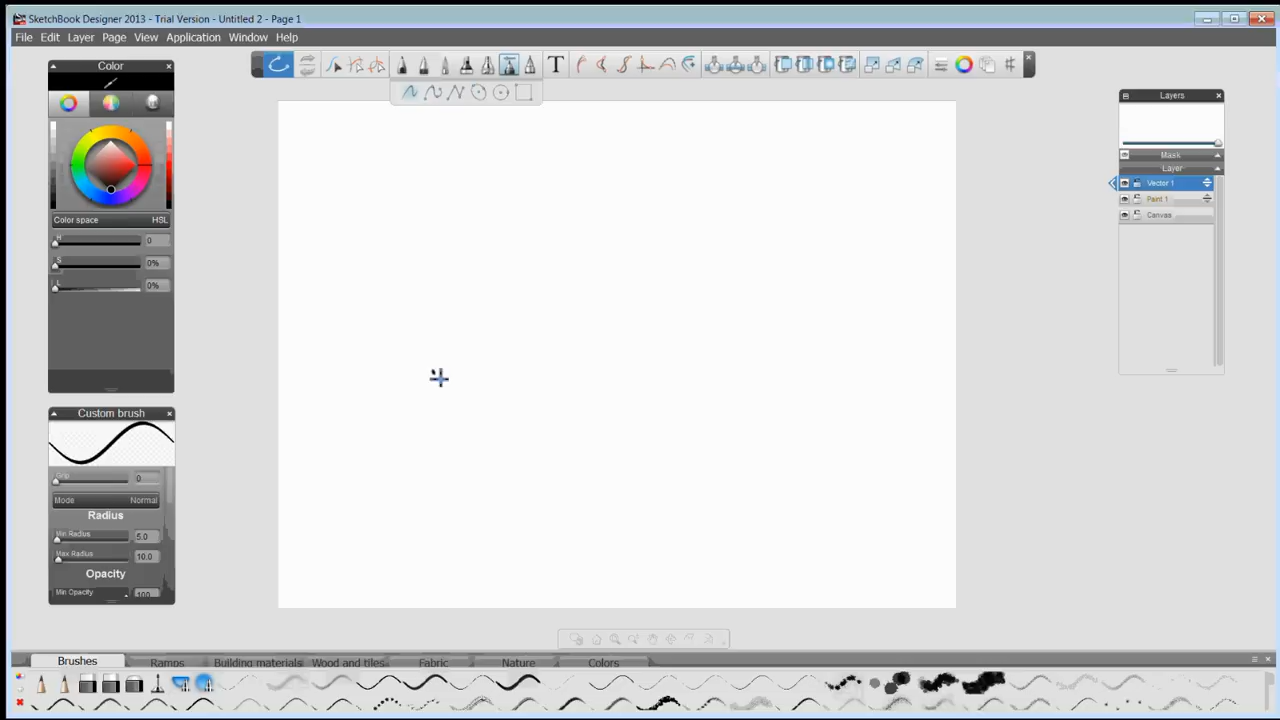 SketchBook Designer 2013 - Trial Version - Untitled 2 - Page 1
File Edit Layer Page View Application Window Help
Color
T
Layers
Mask
Layer
Vector 1
Paint 1
Canvas
Color space HSL
H 0
S 0%
L 0%
Custom brush
Grip 0
Mode Normal
Radius
Min Radius 5.0
Max Radius 10.0
Opacity
Min Opacity 100
Brushes Ramps Building materials Wood and tiles Fabric Nature Colors